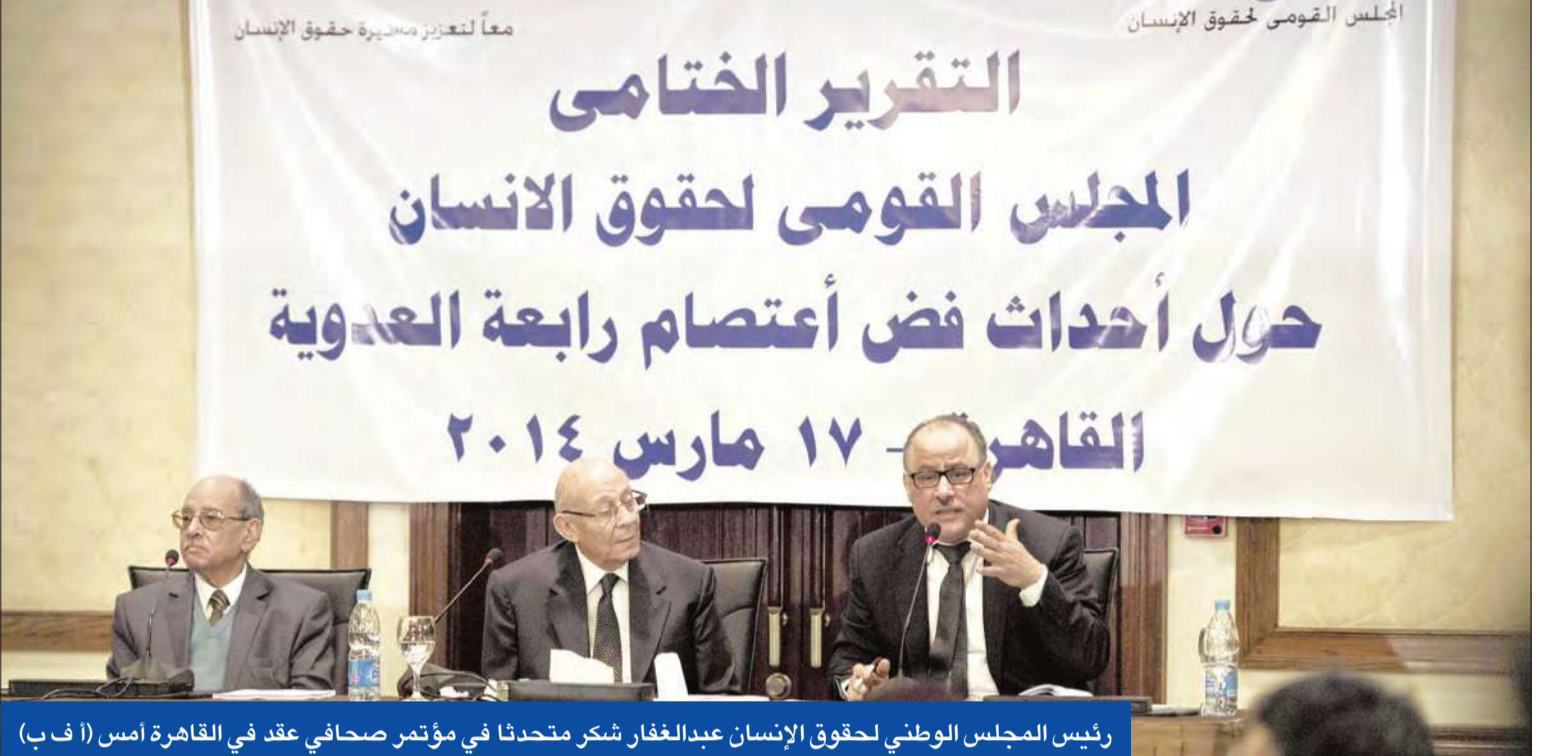 المجلس القومى لحقوق الإنسان
معاً لتعزيز مسيرة حقوق الإنسان
التقرير الختامى
المجلس القومى لحقوق الانسان
حول أحداث فض أعتصام رابعة العدوية
القاهرة - ١٧ مارس ٢٠١٤
رئيس المجلس الوطني لحقوق الإنسان عبدالغفار شكر متحدثا في مؤتمر صحافي عقد في القاهرة أمس (أ ف ب)